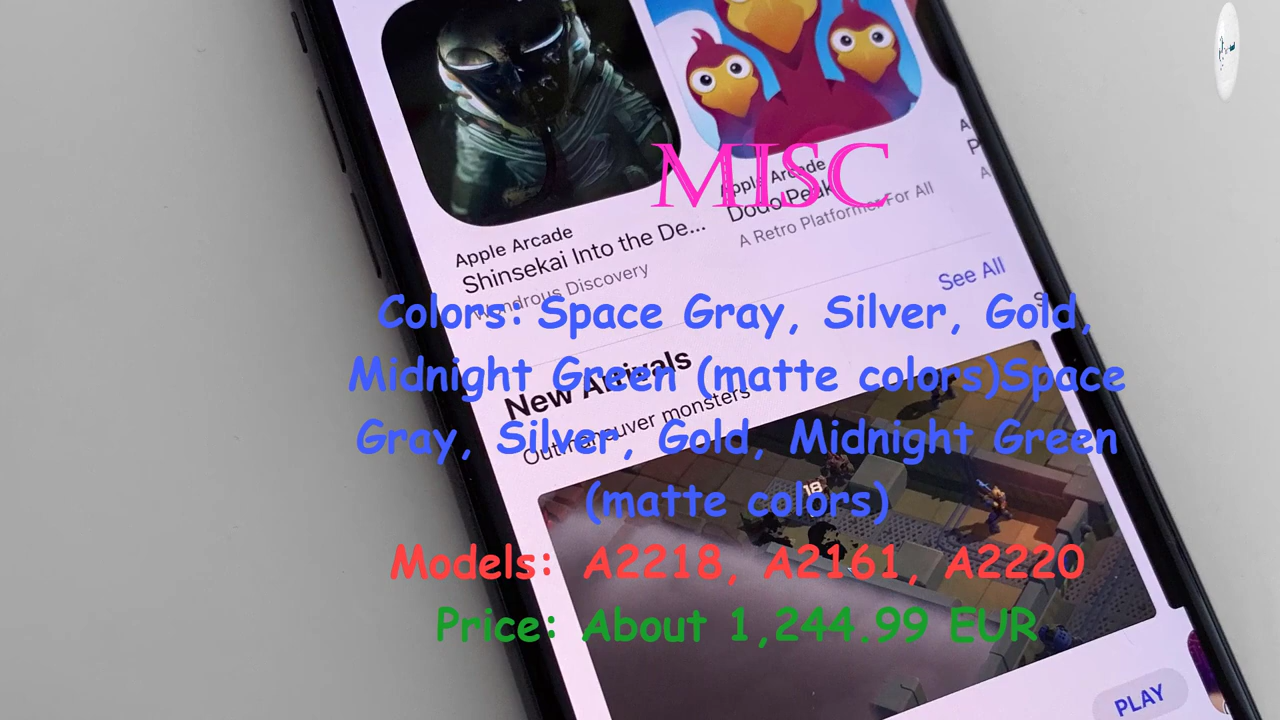 MISC
Apple Arcade
Shinsekai Into the De...
Wondrous Discovery
Apple Arcade
Dodo Peak
A Retro Platformer For All
A
P
A
See All
S
New Arrivals
Outmaneuver monsters
18
PLAY
Colors: Space Gray, Silver, Gold,
Midnight Green (matte colors)Space
Gray, Silver, Gold, Midnight Green
(matte colors)
Models: A2218, A2161, A2220
Price: About 1,244.99 EUR